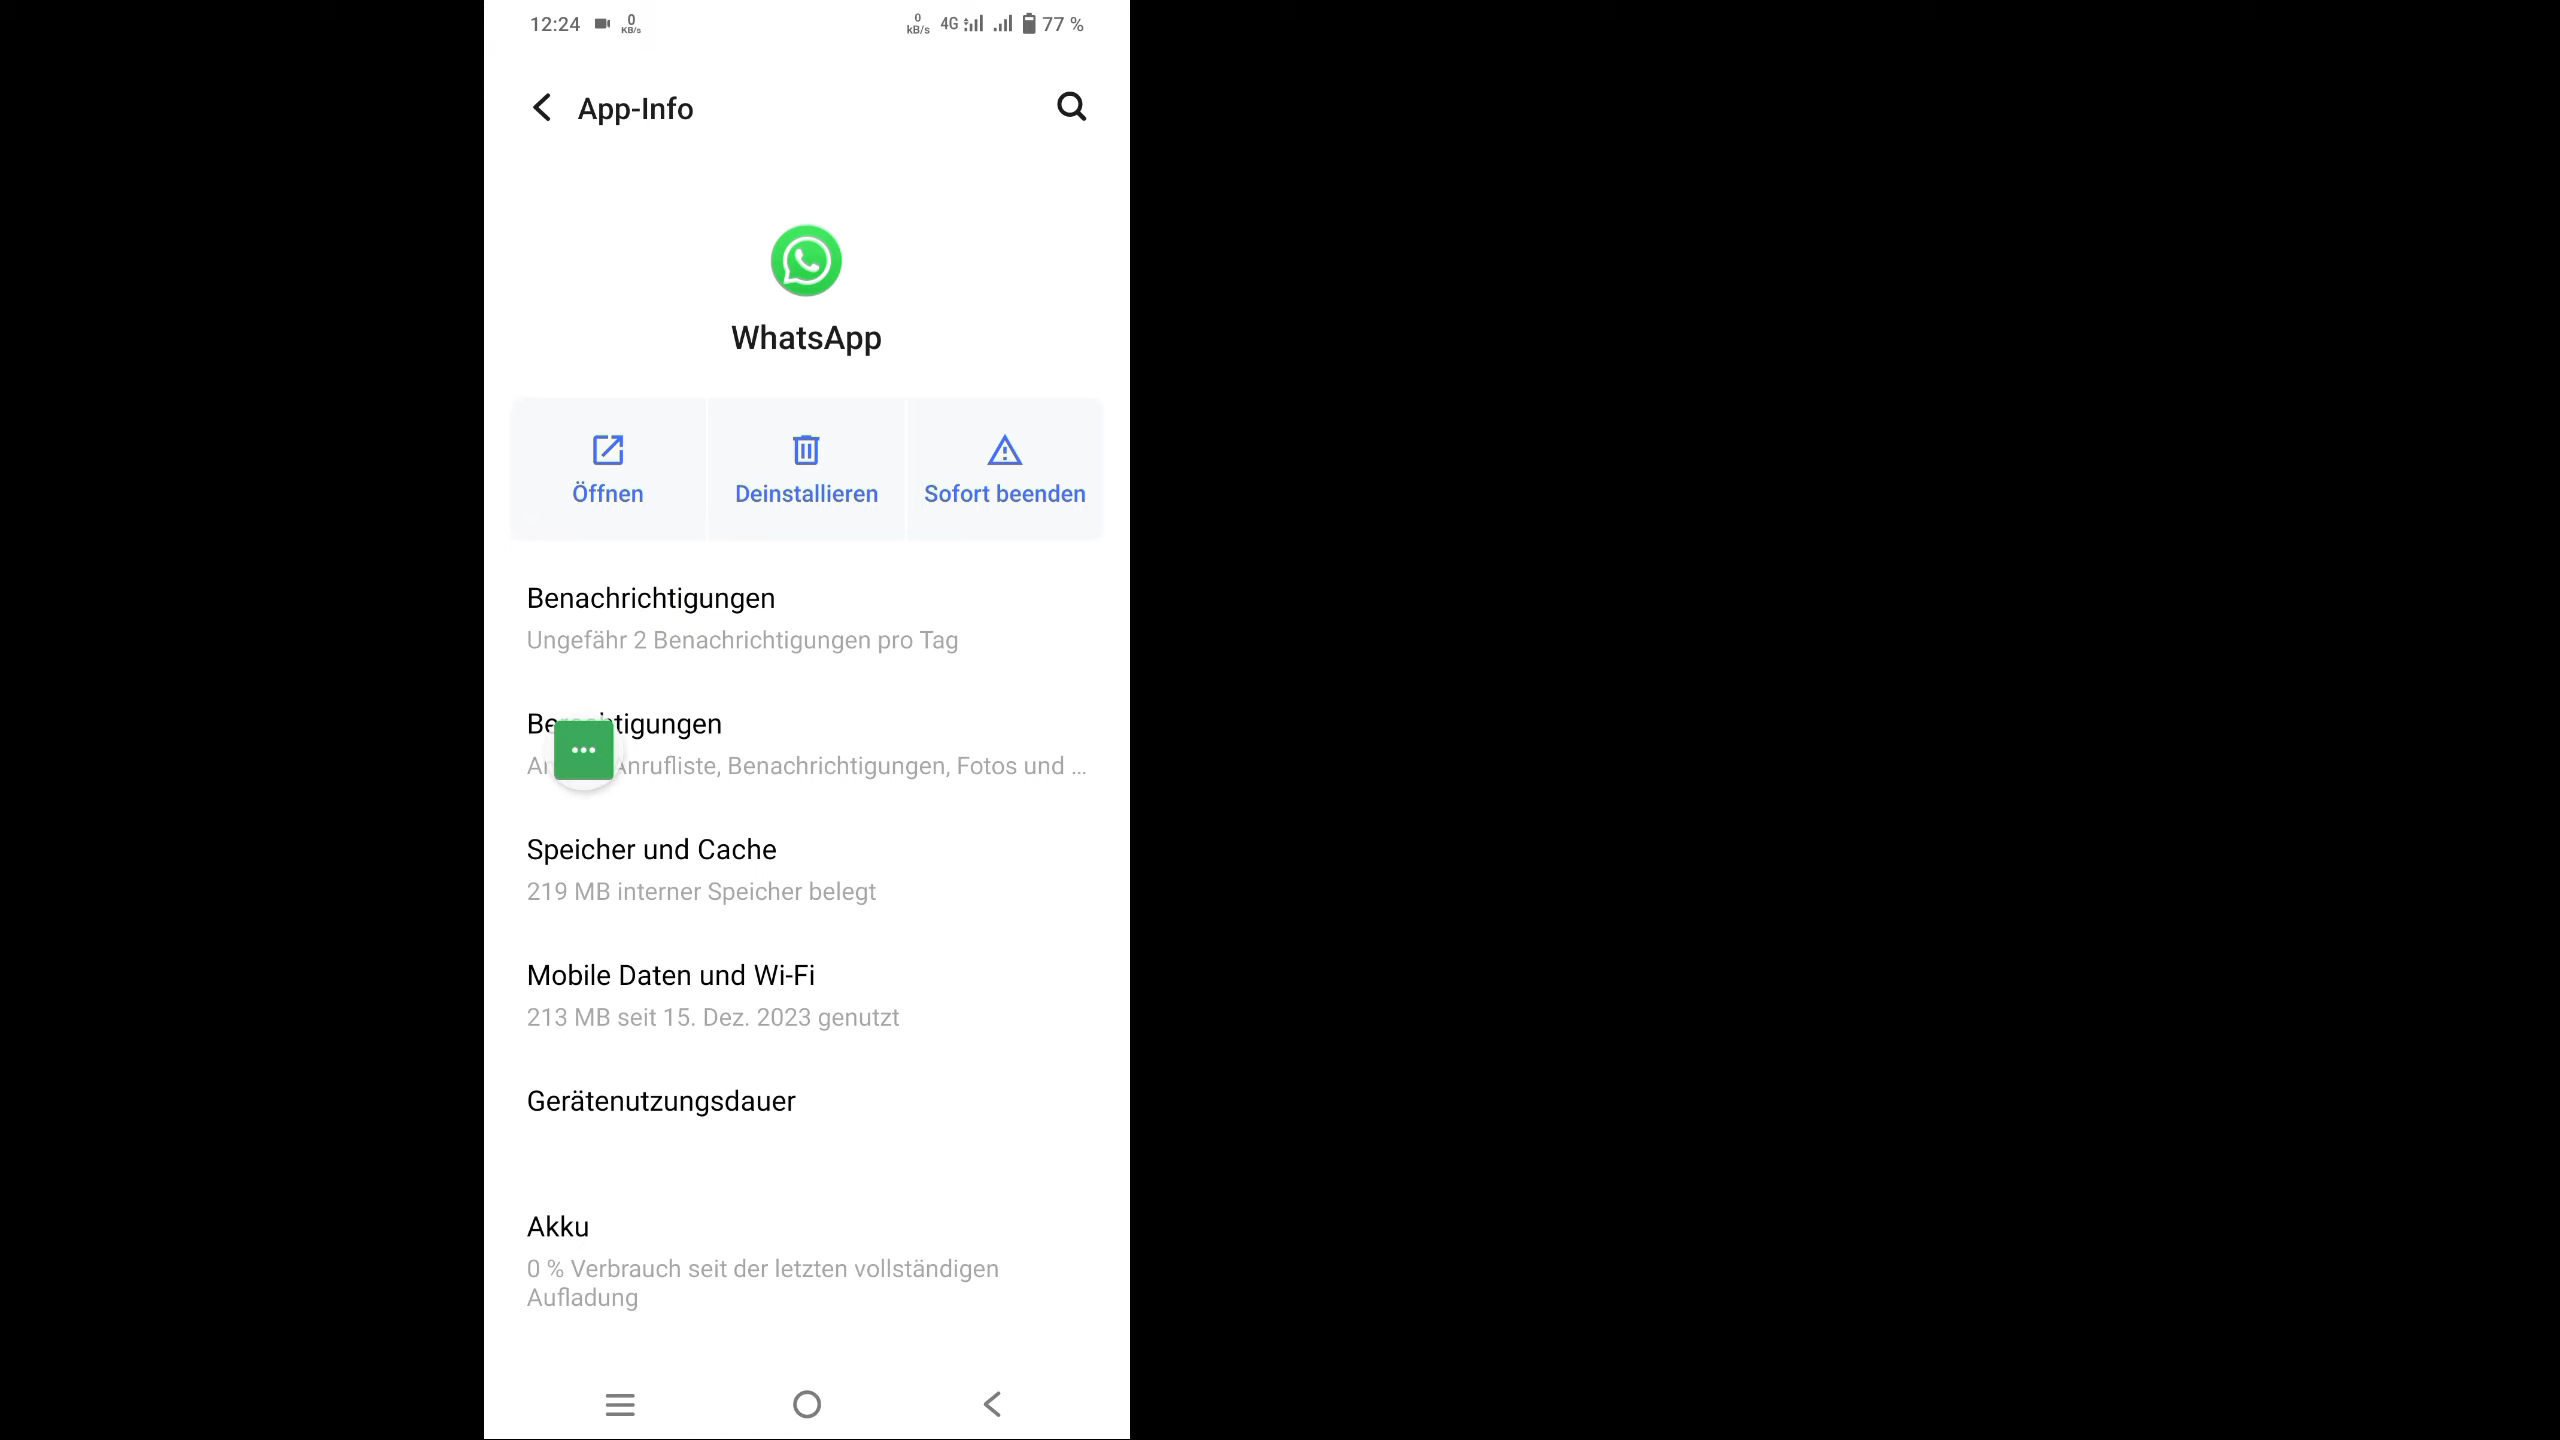 12:24 0 KB/s 0 kB/s 4G 77 %
App-Info
WhatsApp
Öffnen Deinstallieren Sofort beenden
Benachrichtigungen
Ungefähr 2 Benachrichtigungen pro Tag
Anrufliste, Benachrichtigungen, Fotos und ...
Speicher und Cache
219 MB interner Speicher belegt
Mobile Daten und Wi-Fi
213 MB seit 15. Dez. 2023 genutzt
Gerätenutzungsdauer
Akku
0 % Verbrauch seit der letzten vollständigen
Aufladung